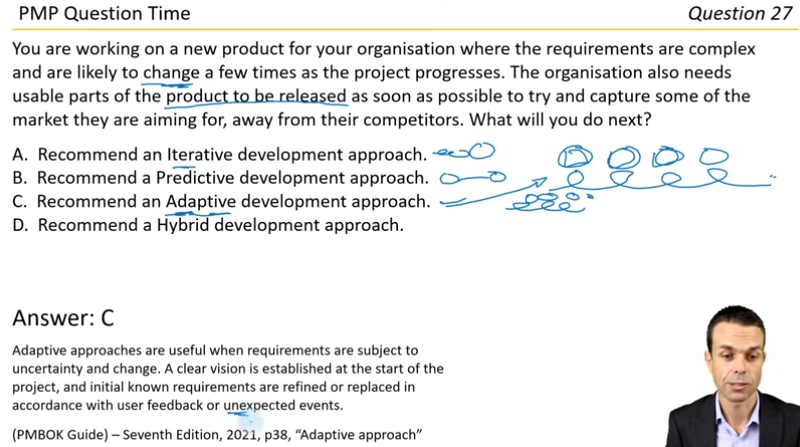 PMP Question Time
Question 27
You are working on a new product for your organisation where the requirements are complex
and are likely to change a few times as the project progresses. The organisation also needs
usable parts of the product to be released as soon as possible to try and capture some of the
market they are aiming for, away from their competitors. What will you do next?
A. Recommend an Iterative development approach.
B. Recommend a Predictive development approach.
C. Recommend an Adaptive development approach.
D. Recommend a Hybrid development approach.
Answer: C
Adaptive approaches are useful when requirements are subject to
uncertainty and change. A clear vision is established at the start of the
project, and initial known requirements are refined or replaced in
accordance with user feedback or unexpected events.
(PMBOK Guide) – Seventh Edition, 2021, p38, “Adaptive approach”